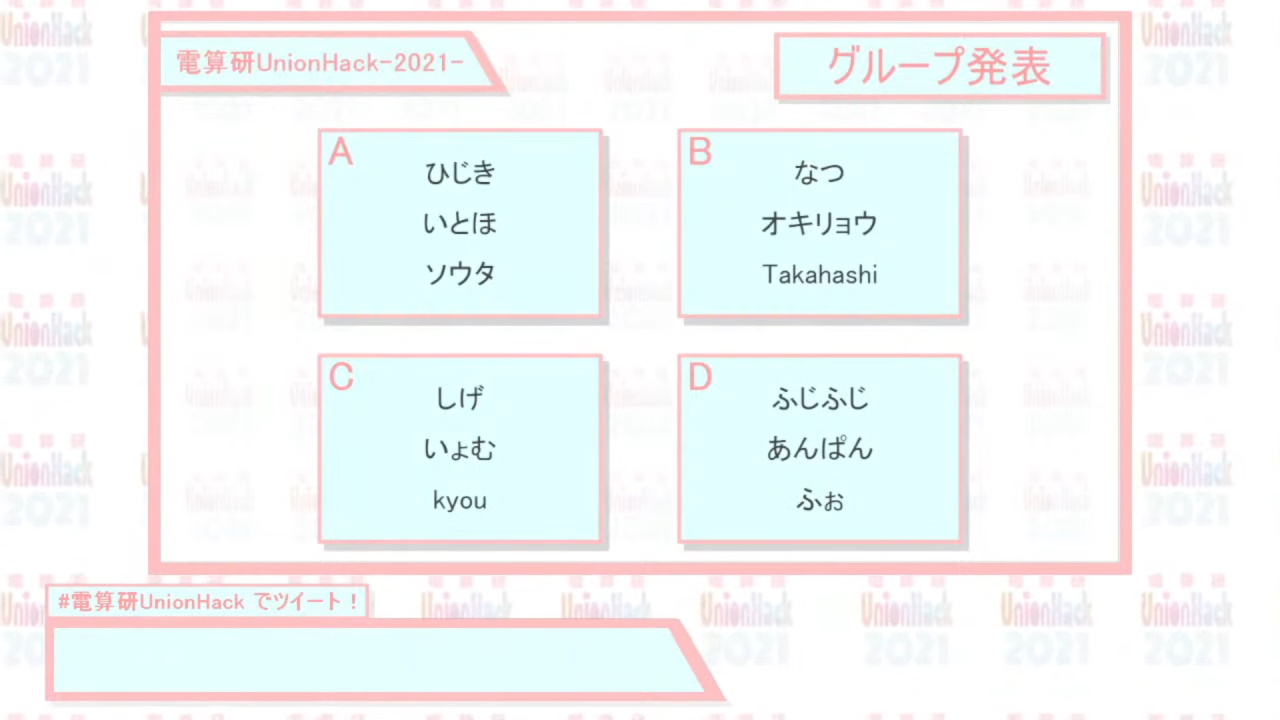 電算研UnionHack-2021-
グループ発表
A
ひじき
いとほ
ソウタ
B
なつ
オキリョウ
Takahashi
C
しげ
いょむ
kyou
D
ふじふじ
あんぱん
ふぉ
#電算研UnionHack でツイート！